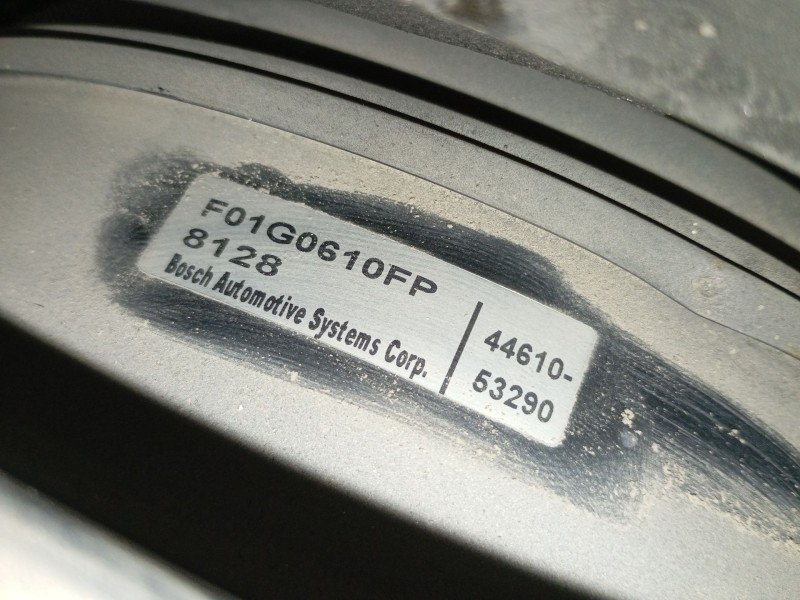 F01G0610FP
8128
Bosch Automotive Systems Corp.
44610-
53290